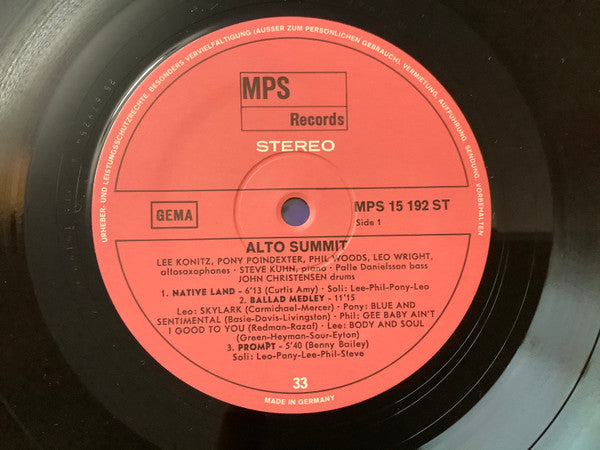 URHEBER- UND LEISTUNGSSCHUTZRECHTE, BESONDERS VERVIELFÄLTIGUNG (AUSSER ZUM PERSÖNLICHEN GEBRAUCH), VERMIETUNG, AUFFÜHRUNG, SENDUNG, VORBEHALTEN
MPS
Records
STEREO
GEMA
MPS 15 192 ST
Side 1
ALTO SUMMIT
LEE KONITZ, PONY POINDEXTER, PHIL WOODS, LEO WRIGHT,
altosaxophones · STEVE KUHN, piano · Palle Danielsson bass
JOHN CHRISTENSEN drums
1. NATIVE LAND - 6'13 (Curtis Amy) · Soli: Lee-Phil-Pony-Leo
2. BALLAD MEDLEY - 11'15
Leo: SKYLARK (Carmichael-Mercer) · Pony: BLUE AND
SENTIMENTAL (Basie-Davis-Livingston) · Phil: GEE BABY AIN'T
I GOOD TO YOU (Redman-Razaf) · Lee: BODY AND SOUL
(Green-Heyman-Sour-Eyton)
3. PROMPT - 5'40 (Benny Bailey)
Soli: Leo-Pony-Lee-Phil-Steve
33
MADE IN GERMANY